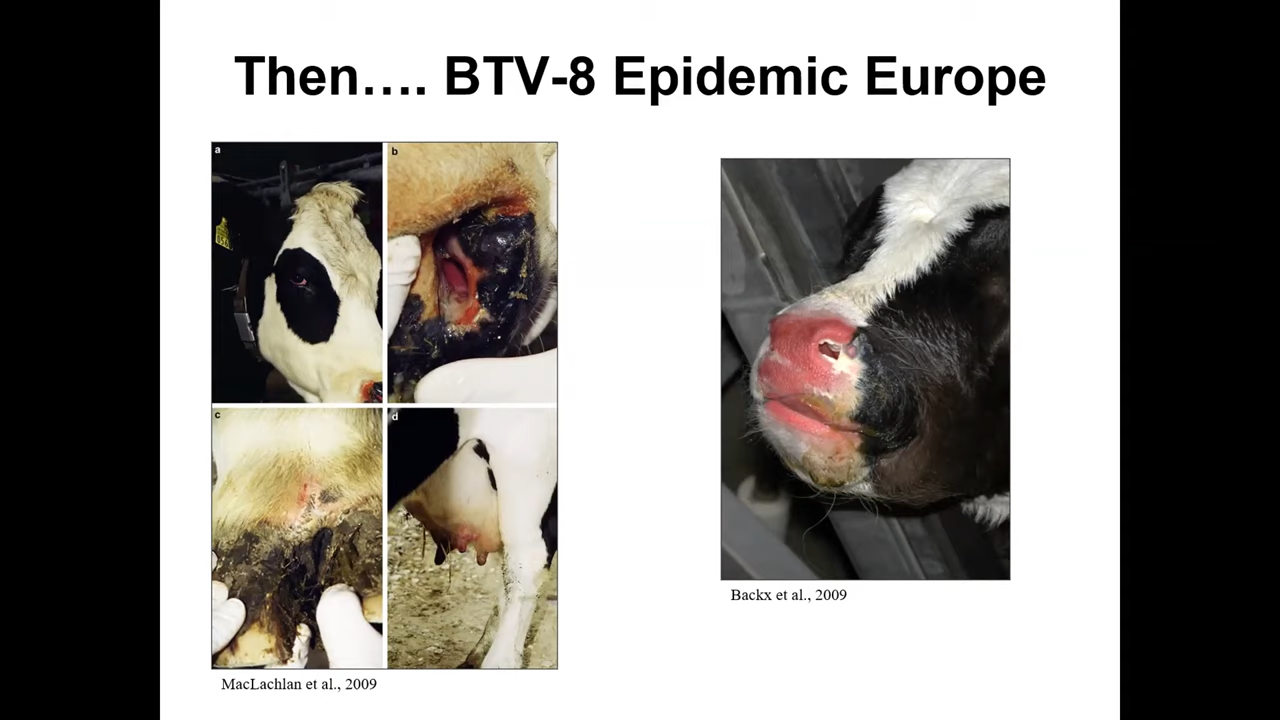 Then…. BTV-8 Epidemic Europe
a
b
c
d
MacLachlan et al., 2009
Backx et al., 2009